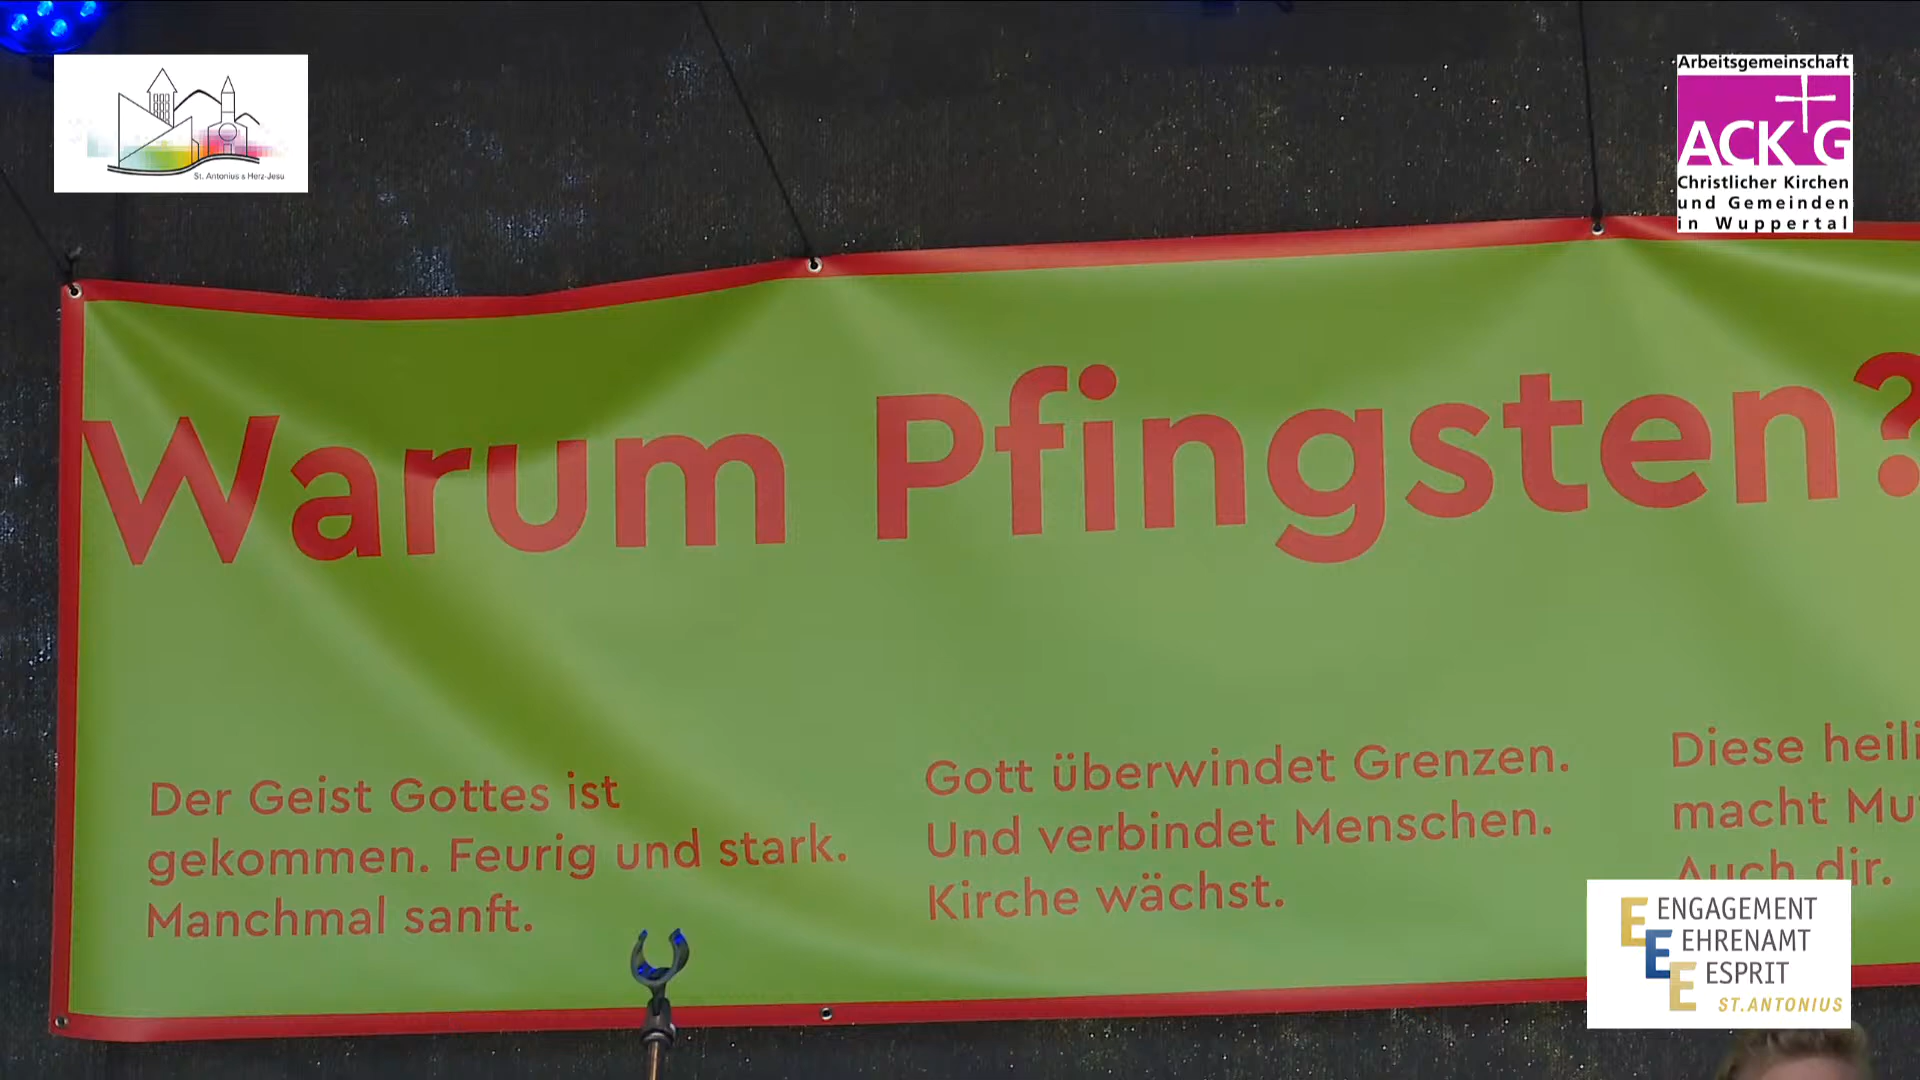 St. Antonius & Herz-Jesu
Arbeitsgemeinschaft
ACK G
Christlicher Kirchen
und Gemeinden
in Wuppertal
Warum Pfingsten?
Der Geist Gottes ist
gekommen. Feurig und stark.
Manchmal sanft.
Gott überwindet Grenzen.
Und verbindet Menschen.
Kirche wächst.
Diese
macht
Auch dir.
E ENGAGEMENT
E EHRENAMT
E ESPRIT
ST. ANTONIUS